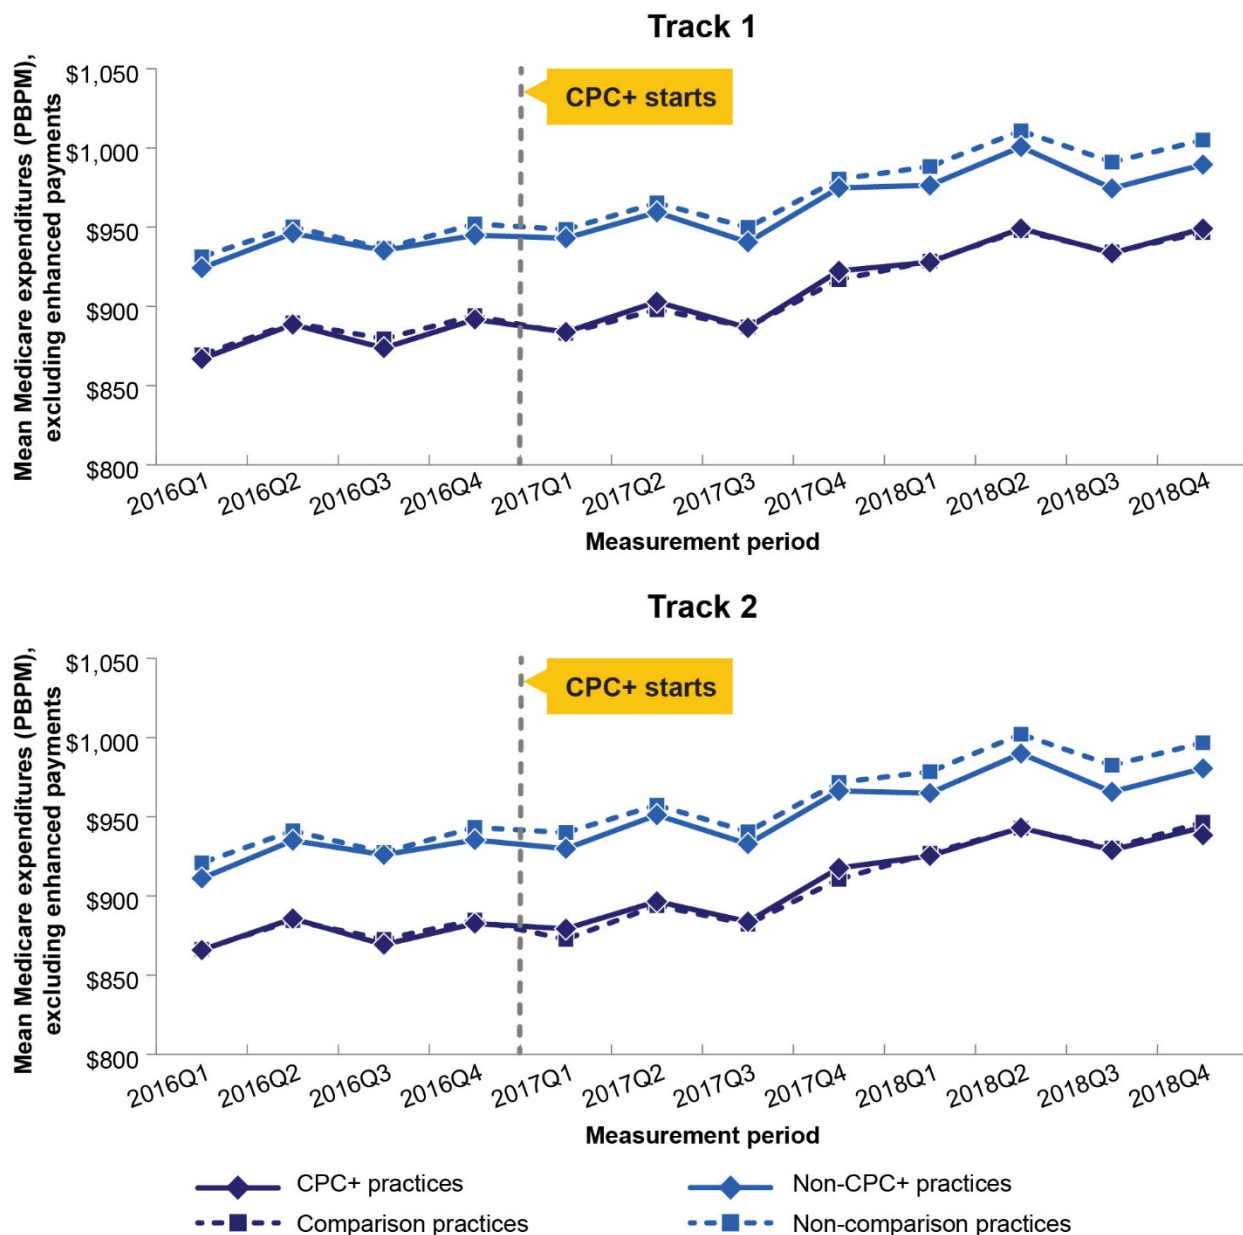 Track 1
Mean Medicare expenditures (PBPM),
excluding enhanced payments
$1,050
$1,000
$950
$900
$850
$800
CPC+ starts
2016Q1 2016Q2 2016Q3 2016Q4 2017Q1 2017Q2 2017Q3 2017Q4 2018Q1 2018Q2 2018Q3 2018Q4
Measurement period
Track 2
Mean Medicare expenditures (PBPM),
excluding enhanced payments
$1,050
$1,000
$950
$900
$850
$800
CPC+ starts
2016Q1 2016Q2 2016Q3 2016Q4 2017Q1 2017Q2 2017Q3 2017Q4 2018Q1 2018Q2 2018Q3 2018Q4
Measurement period
CPC+ practices
Non-CPC+ practices
Comparison practices
Non-comparison practices